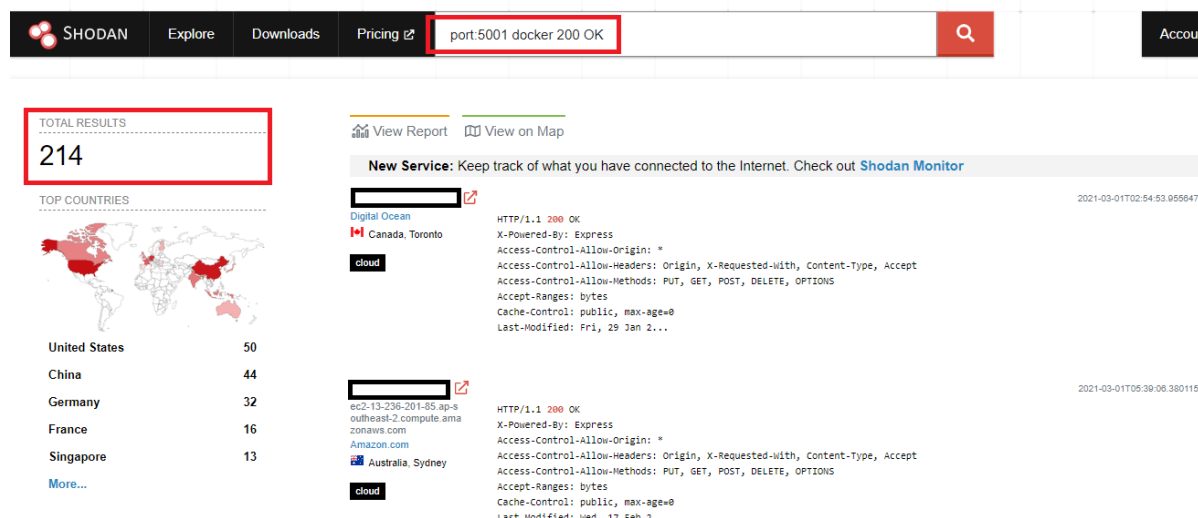 SHODAN Explore Downloads Pricing port:5001 docker 200 OK Accou
TOTAL RESULTS
214
TOP COUNTRIES
United States 50
China 44
Germany 32
France 16
Singapore 13
More...
View Report View on Map
New Service: Keep track of what you have connected to the Internet. Check out Shodan Monitor
2021-03-01T02:54:53.955647
Digital Ocean
Canada, Toronto
cloud
HTTP/1.1 200 OK
X-Powered-By: Express
Access-Control-Allow-Origin: *
Access-Control-Allow-Headers: Origin, X-Requested-With, Content-Type, Accept
Access-Control-Allow-Methods: PUT, GET, POST, DELETE, OPTIONS
Accept-Ranges: bytes
Cache-Control: public, max-age=0
Last-Modified: Fri, 29 Jan 2...
2021-03-01T05:39:06.380115
ec2-13-236-201-85.ap-s
outheast-2.compute.ama
zonaws.com
Amazon.com
Australia, Sydney
cloud
HTTP/1.1 200 OK
X-Powered-By: Express
Access-Control-Allow-Origin: *
Access-Control-Allow-Headers: Origin, X-Requested-With, Content-Type, Accept
Access-Control-Allow-Methods: PUT, GET, POST, DELETE, OPTIONS
Accept-Ranges: bytes
Cache-Control: public, max-age=0
Last-Modified: Wed, 17 Feb 2